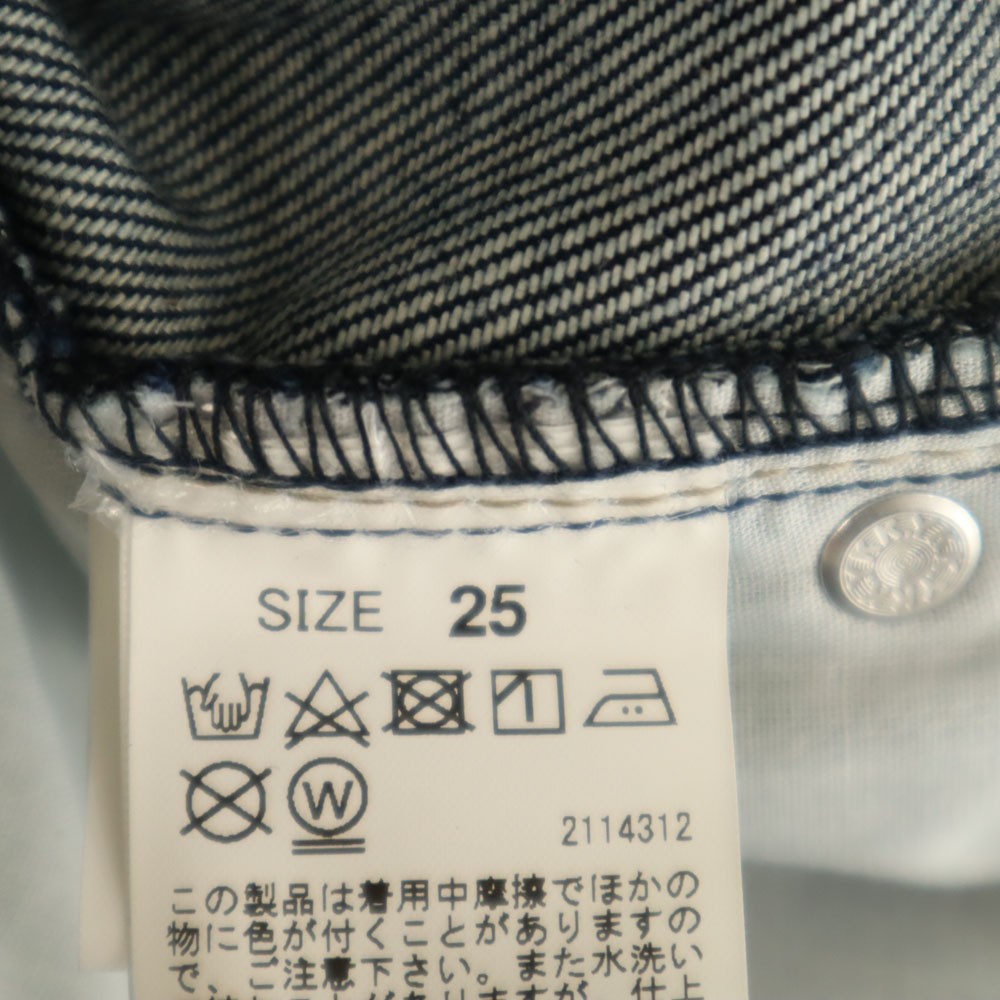 SIZE 25
W
2114312
この製品は着用中摩擦でほかの
物に色が付くことがありますの
で、ご注意下さい。また水洗い